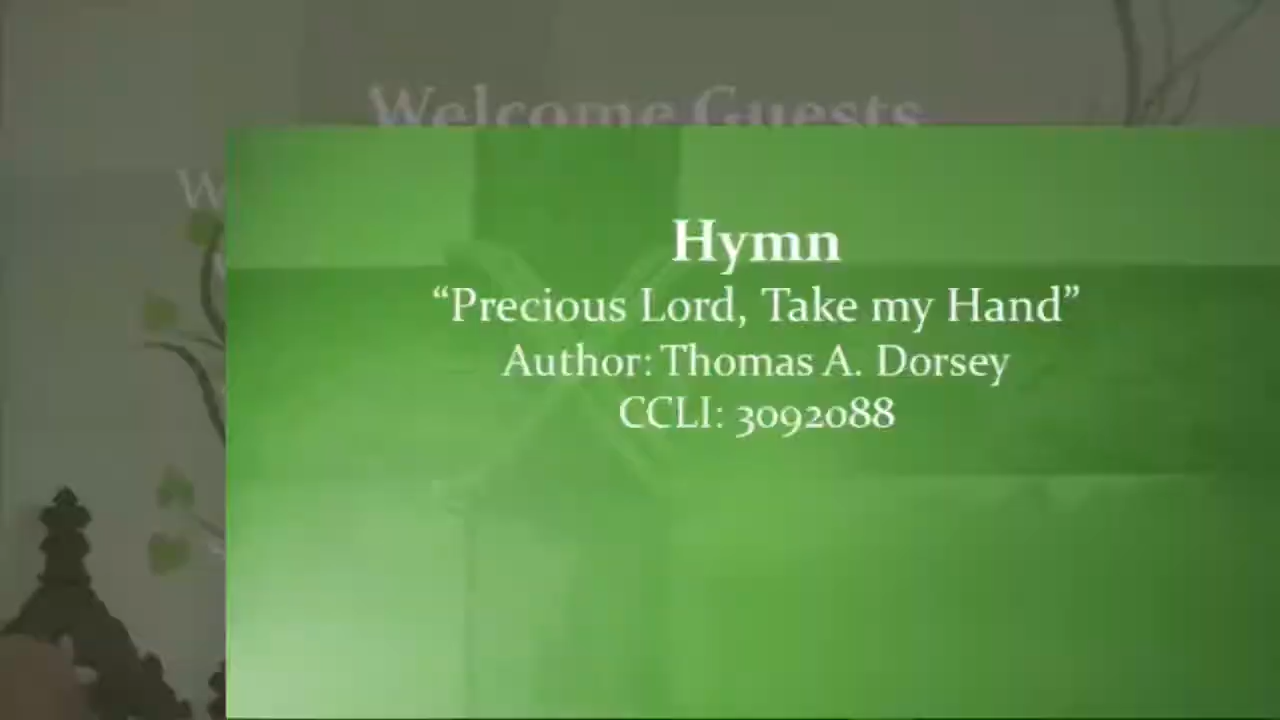 Welcome Guests
Hymn
“Precious Lord, Take my Hand”
Author: Thomas A. Dorsey
CCLI: 3092088